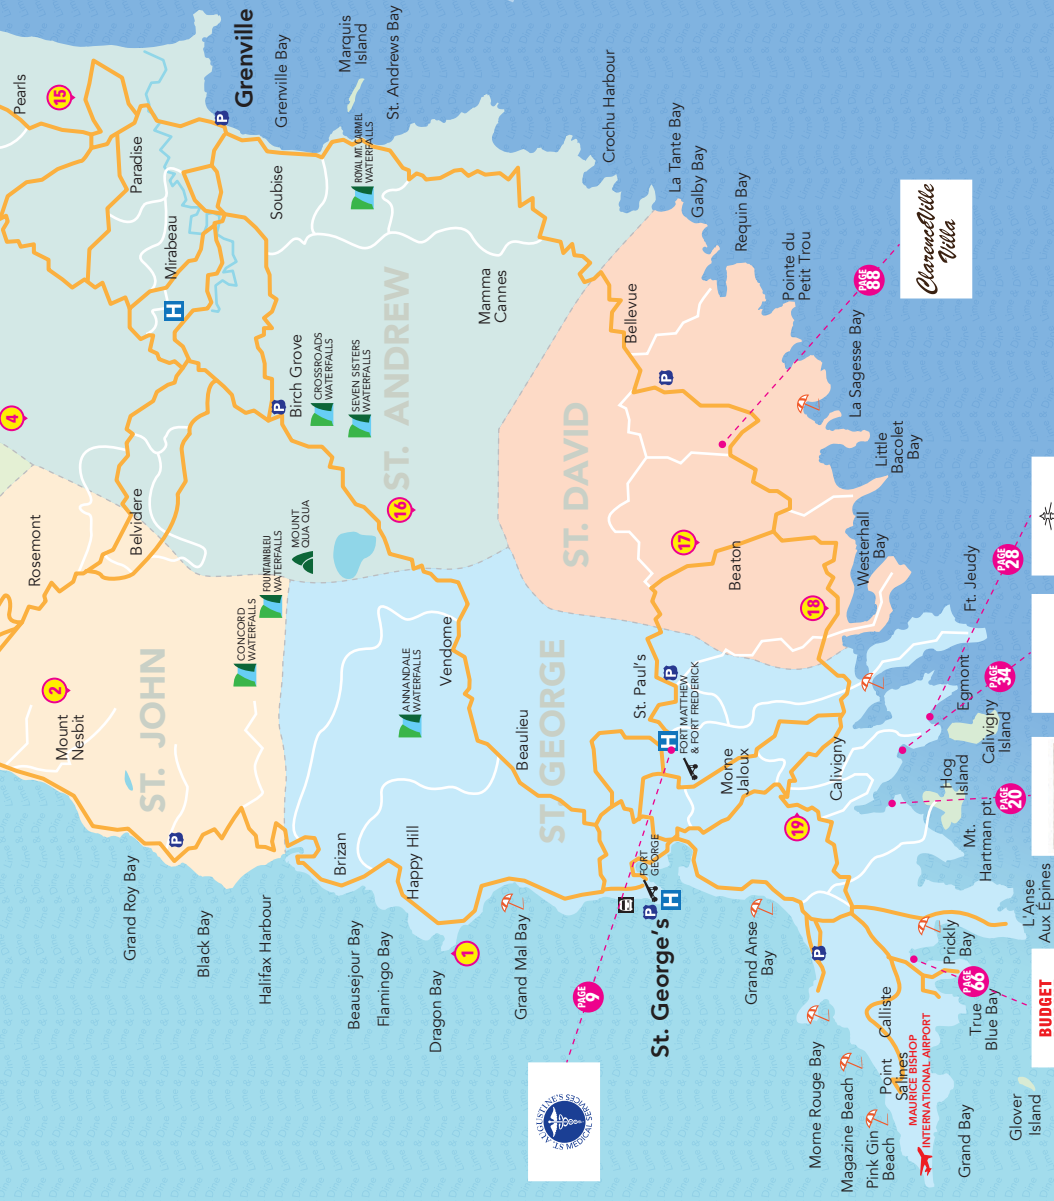 Pearls
15
Grenville
Grenville Bay
Marquis
Island
St. Andrews Bay
Paradise
P
ROYAL MT. CARMEL
WATERFALLS
Crochu Harbour
La Tante Bay
Galby Bay
Requin Bay
Soubise
Mirabeau
H
Pointe du
Petit Trou
ClarenceVille
Villa
PAGE
88
Mamma
Cannes
ST. ANDREW
Bellevue
Birch Grove
P
CROSSROADS
WATERFALLS
SEVEN SISTERS
WATERFALLS
4
P
La Sagesse Bay
Little
Bacolet
Bay
ST. DAVID
Rosemont
Belvidere
16
MOUNT
QUA QUA
FOUNTAINBLEU
WATERFALLS
CONCORD
WATERFALLS
17
Beaton
Westerhall
Bay
18
Ft. Jeudy
PAGE
28
2
Mount
Nesbit
ST. JOHN
Vendome
ANNANDALE
WATERFALLS
ST GEORGE
St. Paul's
P
H
FORT MATTHEW
& FORT FREDERICK
Egmont
PAGE
34
Calivigny
Island
Beaulieu
Morne
Jaloux
Calivigny
Hog
Island
PAGE
20
Mt.
Hartman pt.
19
P
Grand Roy Bay
Black Bay
Halifax Harbour
Brizan
Happy Hill
Beausejour Bay
Flamingo Bay
Dragon Bay
1
Grand Mal Bay
FORT
GEORGE
P
H
St. George's
PAGE
9
ST. AUGUSTINE'S
MEDICAL SERVICES
Grand Anse
Bay
P
L'Anse
Aux Epines
Prickly
Bay
PAGE
66
True
Blue Bay
BUDGET
Calliste
Point
Salines
MAURICE BISHOP
INTERNATIONAL AIRPORT
Morne Rouge Bay
Magazine Beach
Pink Gin
Beach
Grand Bay
Glover
Island